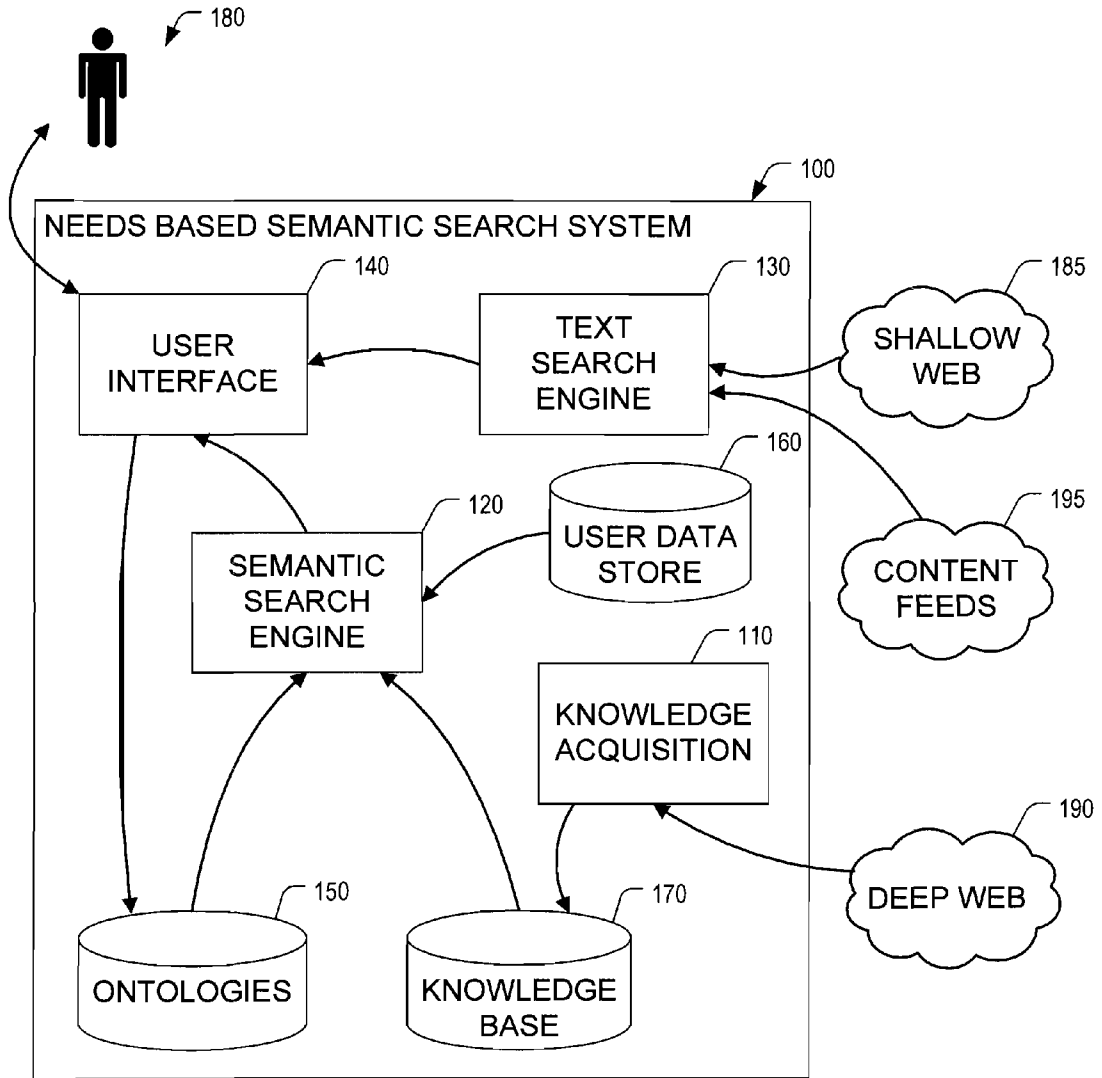 180
100
NEEDS BASED SEMANTIC SEARCH SYSTEM
140
USER
INTERFACE
130
TEXT
SEARCH
ENGINE
185
SHALLOW
WEB
160
USER DATA
STORE
195
CONTENT
FEEDS
120
SEMANTIC
SEARCH
ENGINE
110
KNOWLEDGE
ACQUISITION
190
DEEP WEB
150
ONTOLOGIES
170
KNOWLEDGE
BASE